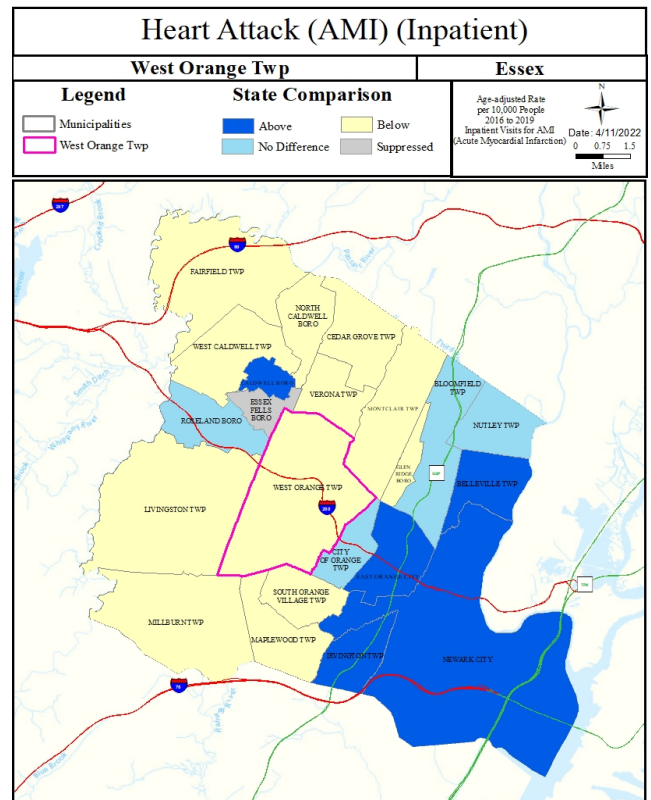 Heart Attack (AMI) (Inpatient)
West Orange Twp
Essex
Legend
Municipalities
West Orange Twp
State Comparison
Above
Below
No Difference
Suppressed
Age-adjusted Rate
per 10,000 People
2016 to 2019
Inpatient Visits for AMI
(Acute Myocardial Infarction)
N
Date: 4/11/2022
0 0.75 1.5
Miles
287
80
FAIRFIELD TWP
Passaic River
NORTH
CALDWELL
BORO
CEDAR GROVE TWP
WEST CALDWELL TWP
CALDWELL BORO
ESSEX
FELLS
BORO
VERONA TWP
MONTCLAIR TWP
BLOOMFIELD
TWP
ROSELAND BORO
NUTLEY TWP
GLEN
RIDGE
BORO
GSP
BELLEVILLE TWP
WEST ORANGE TWP
280
LIVINGSTON TWP
CITY
OF ORANGE
TWP
EAST ORANGE CITY
SOUTH ORANGE
VILLAGE TWP
MILLBURN TWP
MAPLEWOOD TWP
IRVINGTON TWP
NEWARK CITY
78